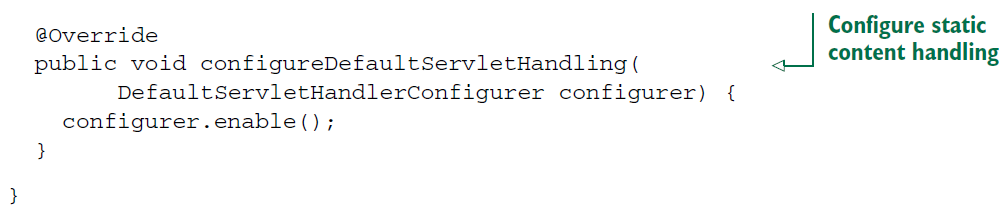 @Override
public void configureDefaultServletHandling(
DefaultServletHandlerConfigurer configurer) {
configurer.enable();
}
}
Configure static
content handling